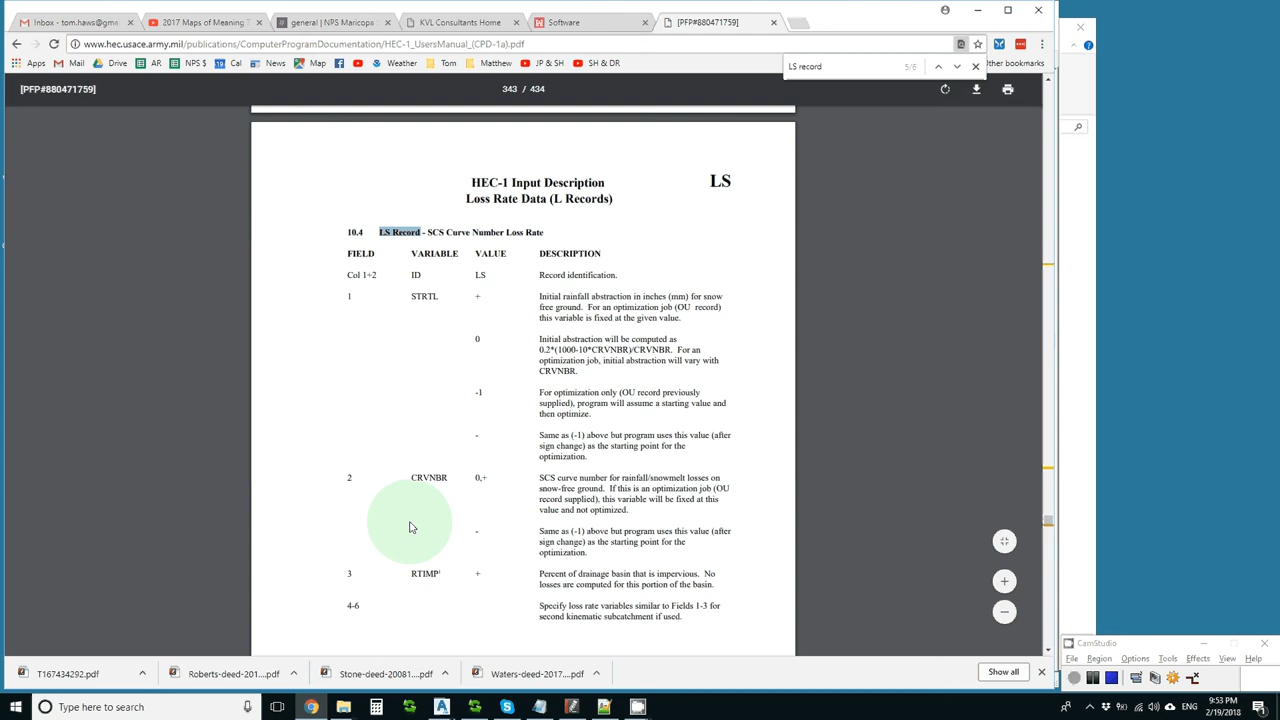 Inbox - tom.haws@gm
2017 Maps of Meaning
general | NPS Maricopa
KVL Consultants Home
Software
[PFP#880471759]
www.hec.usace.army.mil/publications/ComputerProgramDocumentation/HEC-1_UsersManual_(CPD-1a).pdf
Apps
Mail
Drive
AR
NPS $
Cal
News
Map
Weather
Tom
Matthew
JP & SH
SH & DR
Other bookmarks
LS record
5/6
[PFP#880471759]
343 / 434
HEC-1 Input Description
LS
Loss Rate Data (L Records)
10.4 LS Record - SCS Curve Number Loss Rate
FIELD VARIABLE VALUE DESCRIPTION
Col 1+2 ID LS Record identification.
1 STRTL + Initial rainfall abstraction in inches (mm) for snow
free ground. For an optimization job (OU record)
this variable is fixed at the given value.
0 Initial abstraction will be computed as
0.2*(1000-10*CRVNBR)/CRVNBR. For an
optimization job, initial abstraction will vary with
CRVNBR.
-1 For optimization only (OU record previously
supplied), program will assume a starting value and
then optimize.
- Same as (-1) above but program uses this value (after
sign change) as the starting point for the
optimization.
2 CRVNBR 0,+ SCS curve number for rainfall/snowmelt losses on
snow-free ground. If this is an optimization job (OU
record supplied), this variable will be fixed at this
value and not optimized.
- Same as (-1) above but program uses this value (after
sign change) as the starting point for the
optimization.
3 RTIMP¹ + Percent of drainage basin that is impervious. No
losses are computed for this portion of the basin.
4-6 Specify loss rate variables similar to Fields 1-3 for
second kinematic subcatchment if used.
CamStudio
File Region Options Tools Effects View Help
T167434292.pdf
Roberts-deed-201....pdf
Waters-deed-2017....pdf
Show all
Type here to search
9:53 PM
2/19/2018